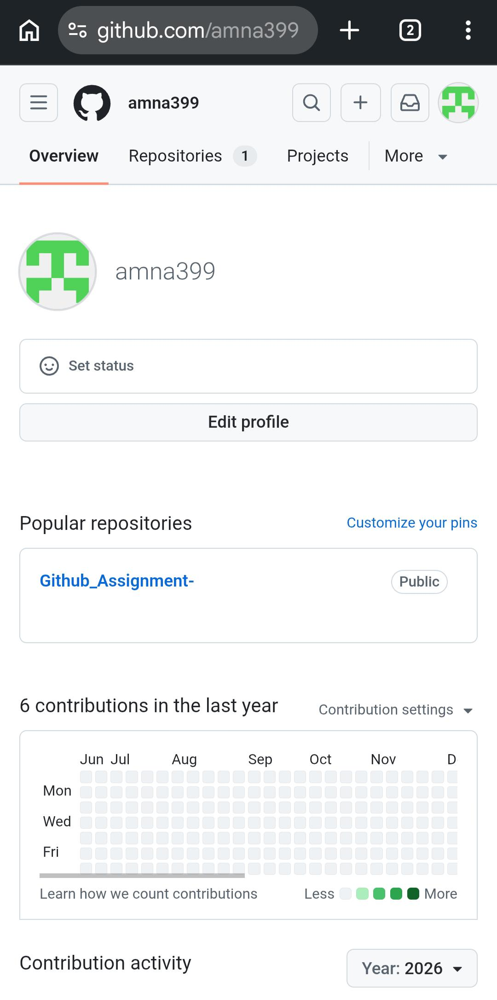 github.com/amna399
2
amna399
Overview Repositories 1 Projects More
amna399
Set status
Edit profile
Popular repositories Customize your pins
Github_Assignment- Public
6 contributions in the last year Contribution settings
Jun Jul Aug Sep Oct Nov D
Mon
Wed
Fri
Learn how we count contributions Less More
Contribution activity Year: 2026